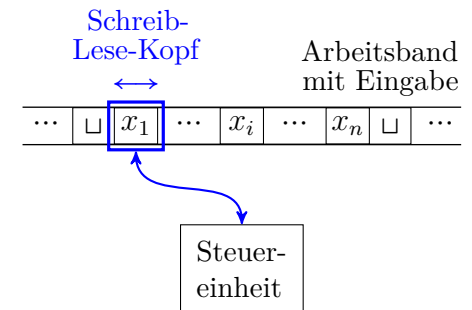 Schreib-
Lese-Kopf
Arbeitsband
mit Eingabe
... ⊔ x₁ ... xᵢ ... xₙ ⊔ ...
Steuer-
einheit